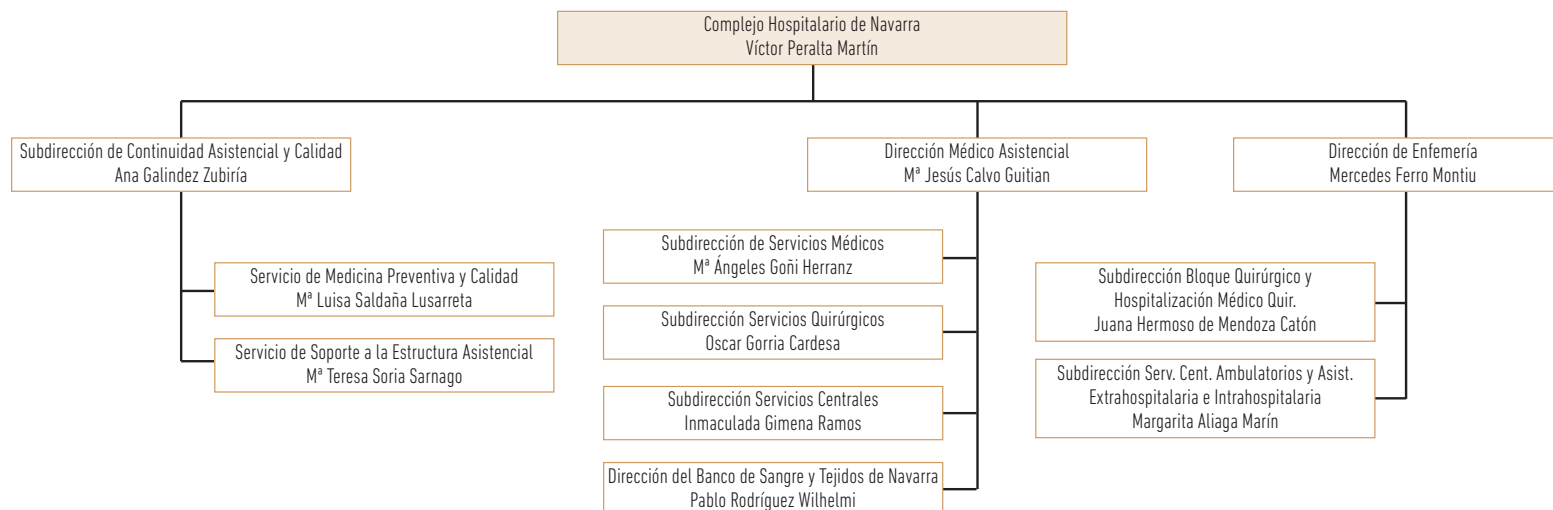 Complejo Hospitalario de Navarra
Víctor Peralta Martín
Subdirección de Continuidad Asistencial y Calidad
Ana Galindez Zubiría
Servicio de Medicina Preventiva y Calidad
Mª Luisa Saldaña Lusarreta
Servicio de Soporte a la Estructura Asistencial
Mª Teresa Soria Sarnago
Dirección Médico Asistencial
Mª Jesús Calvo Guitian
Subdirección de Servicios Médicos
Mª Ángeles Goñi Herranz
Subdirección Servicios Quirúrgicos
Oscar Gorria Cardesa
Subdirección Servicios Centrales
Inmaculada Gimena Ramos
Dirección del Banco de Sangre y Tejidos de Navarra
Pablo Rodríguez Wilhelmi
Dirección de Enfemería
Mercedes Ferro Montiu
Subdirección Bloque Quirúrgico y
Hospitalización Médico Quir.
Juana Hermoso de Mendoza Catón
Subdirección Serv. Cent. Ambulatorios y Asist.
Extrahospitalaria e Intrahospitalaria
Margarita Aliaga Marín